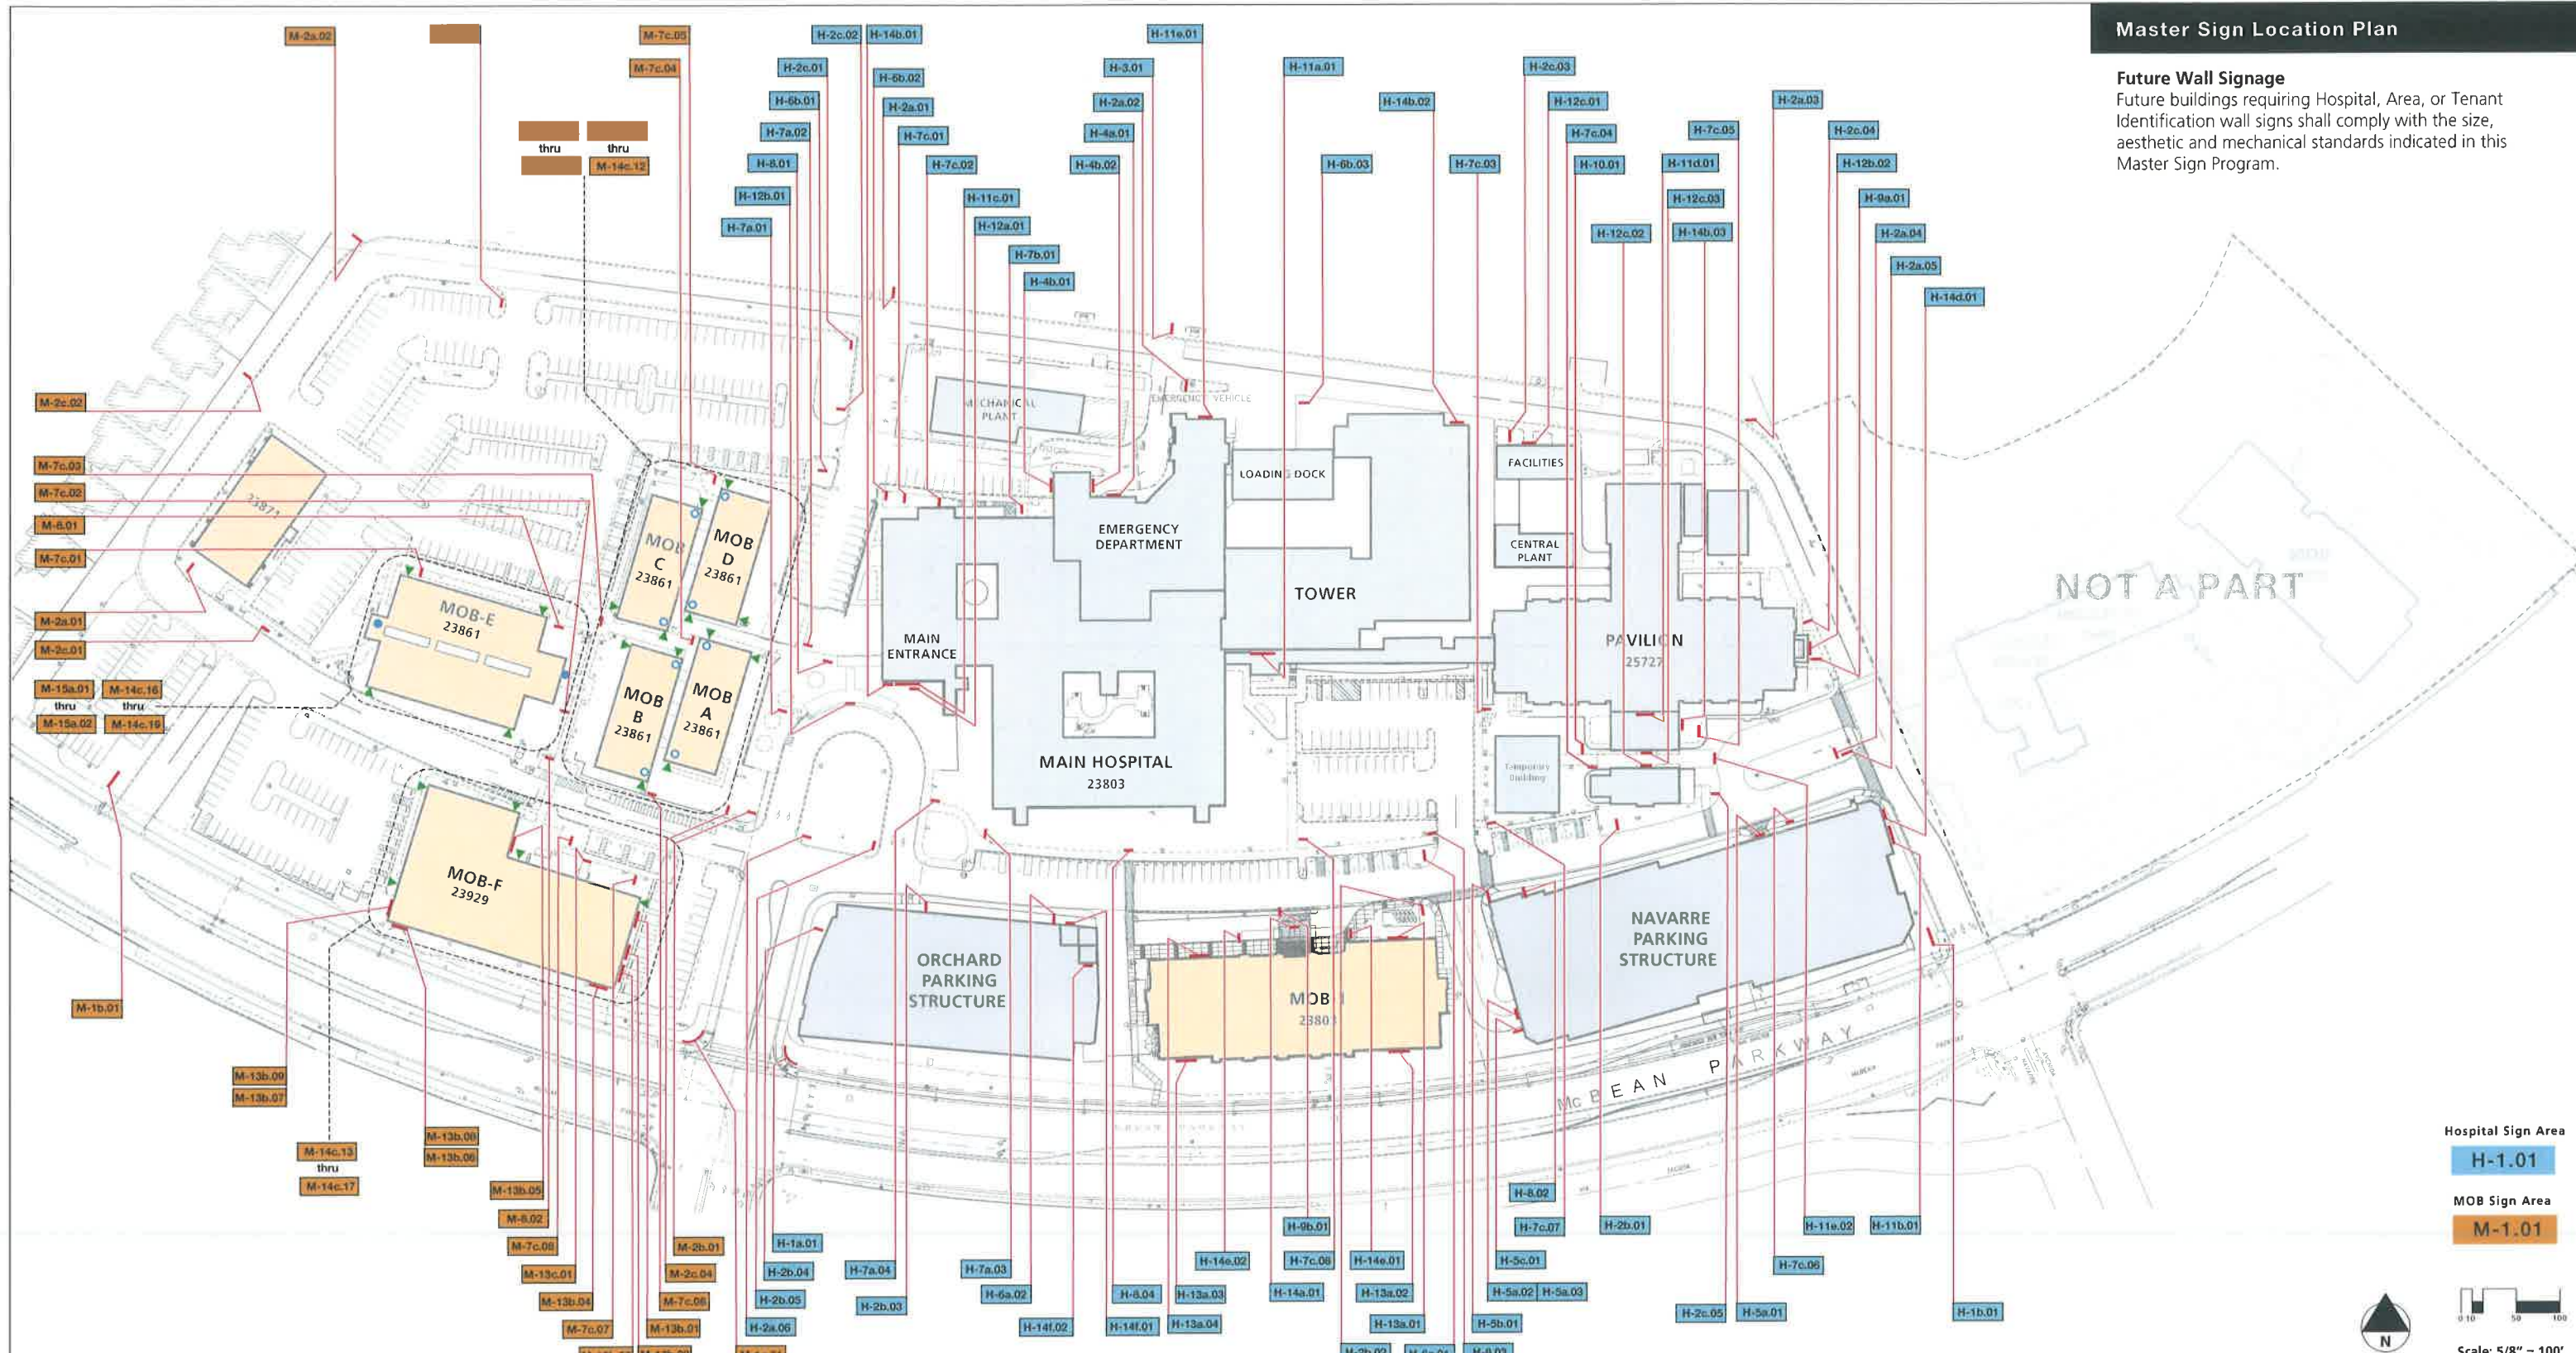 Master Sign Location Plan
Future Wall Signage
Future buildings requiring Hospital, Area, or Tenant
Identification wall signs shall comply with the size,
aesthetic and mechanical standards indicated in this
Master Sign Program.
M-2a.02
M-7c.05
M-7c.04
thru
thru
M-14c.12
H-2c.02
H-14b.01
H-2c.01
H-6b.02
H-6b.01
H-2a.01
H-7a.02
H-7c.01
H-8.01
H-7c.02
H-12b.01
H-11c.01
H-7a.01
H-12a.01
H-7b.01
H-4b.01
H-11e.01
H-3.01
H-2a.02
H-4a.01
H-4b.02
H-11a.01
H-14b.02
H-6b.03
H-7c.03
H-2c.03
H-12c.01
H-7c.04
H-10.01
H-7c.05
H-11d.01
H-12c.03
H-12c.02
H-14b.03
H-2a.03
H-2c.04
H-12b.02
H-9a.01
H-2a.04
H-2a.05
H-14d.01
M-2c.02
M-7c.03
M-7c.02
M-6.01
M-7c.01
M-2a.01
M-2c.01
M-15a.01
M-14c.16
thru
thru
M-15a.02
M-14c.19
M-1b.01
23871
MOB-E
23861
MOB
C
23861
MOB
D
23861
MOB
B
23861
MOB
A
23861
MOB-F
23929
MECHANICAL
PLANT
EMERGENCY VEHICLE
EMERGENCY
DEPARTMENT
LOADING DOCK
TOWER
MAIN
ENTRANCE
MAIN HOSPITAL
23803
FACILITIES
CENTRAL
PLANT
PAVILION
25727
Temporary
Building
NOT A PART
ORCHARD
PARKING
STRUCTURE
MOB
23803
NAVARRE
PARKING
STRUCTURE
McBEAN PARKWAY
M-13b.09
M-13b.07
M-14c.13
thru
M-14c.17
M-13b.08
M-13b.06
M-13b.05
M-8.02
M-7c.08
M-13c.01
M-13b.04
M-7c.07
M-2b.01
M-2c.04
M-7c.06
M-13b.01
H-1a.01
H-2b.04
H-2b.05
H-2a.06
H-7a.04
H-2b.03
H-7a.03
H-6a.02
H-14f.02
H-8.04
H-14f.01
H-13a.03
H-13a.04
H-14e.02
H-9b.01
H-7c.08
H-14a.01
H-14e.01
H-13a.02
H-13a.01
H-8.02
H-7c.07
H-5c.01
H-5a.02
H-5a.03
H-5b.01
H-2b.01
H-2c.05
H-5a.01
H-7c.06
H-11e.02
H-11b.01
H-1b.01
Hospital Sign Area
H-1.01
MOB Sign Area
M-1.01
N
0 10 50 100
Scale: 5/8" = 100'